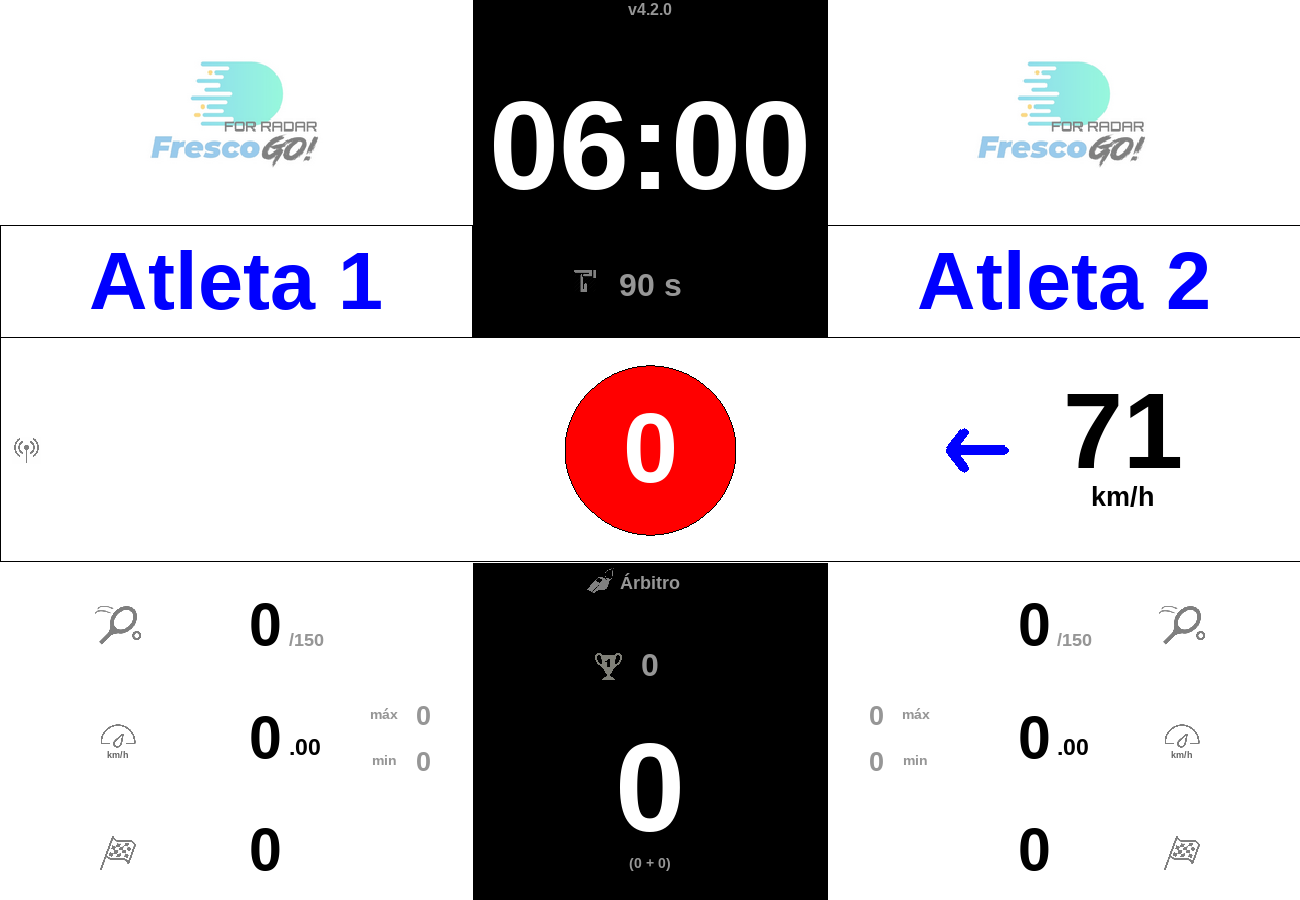 v4.2.0
FOR RADAR
FrescoGO!
06:00
FOR RADAR
FrescoGO!
Atleta 1
90 s
Atleta 2
0
71
km/h
Árbitro
0 /150
0 /150
1 0
km/h
0 .00
máx 0
min 0
0 máx
0 min
0 .00
km/h
0
0
(0 + 0)
0